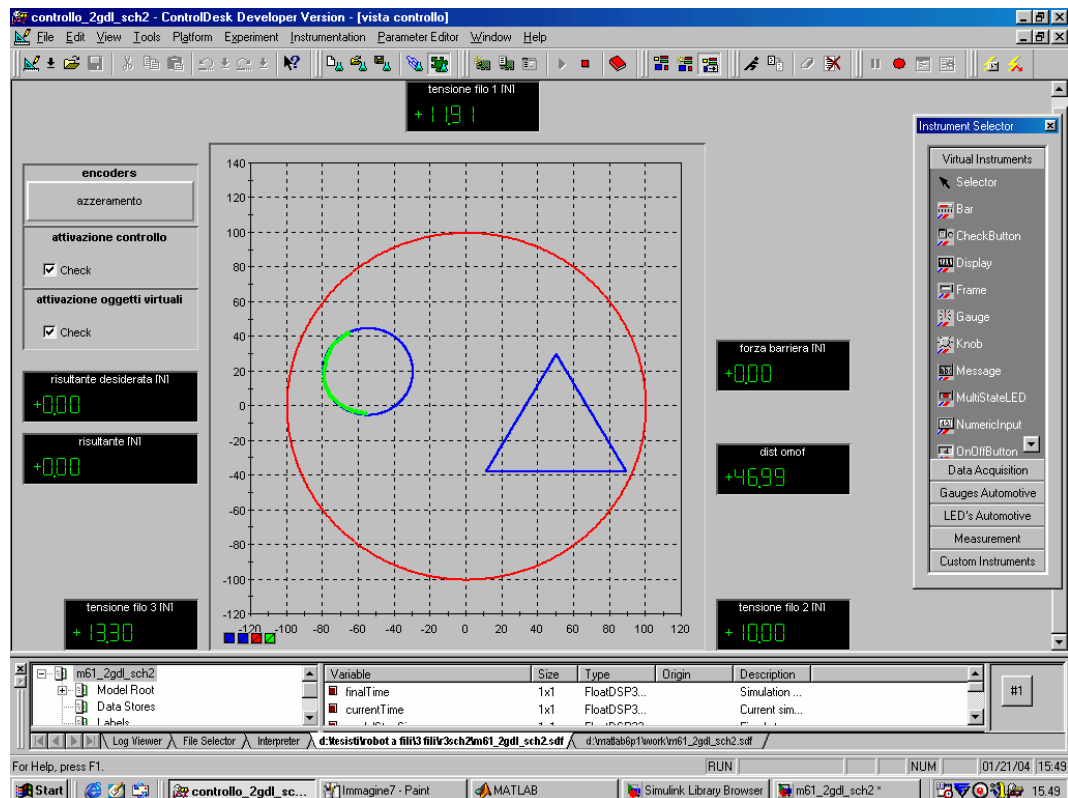 controllo_2gdl_sch2 - ControlDesk Developer Version - [vista controllo]
File Edit View Tools Platform Experiment Instrumentation Parameter Editor Window Help
tensione filo 1 [N]
+11.91
encoders
azzeramento
attivazione controllo
Check
attivazione oggetti virtuali
Check
risultante desiderata [N]
+0.00
risultante [N]
+0.00
tensione filo 3 [N]
+13.30
140
120
100
80
60
40
20
0
-20
-40
-60
-80
-100
-120
-120 -100 -80 -60 -40 -20 0 20 40 60 80 100 120
forza barriera [N]
+0.00
dist omof
+46.99
tensione filo 2 [N]
+10.00
Instrument Selector
Virtual Instruments
Selector
Bar
CheckButton
Display
Frame
Gauge
Knob
Message
MultiStateLED
NumericInput
OnOffButton
Data Acquisition
Gauges Automotive
LED's Automotive
Measurement
Custom Instruments
m61_2gdl_sch2
Model Root
Data Stores
Labels
Variable Size Type Origin Description
finalTime 1x1 FloatDSP3... Simulation ...
currentTime 1x1 FloatDSP3... Current sim...
#1
Log Viewer File Selector Interpreter d:\tesisti\robot a fili\3 fili\r3sch2\m61_2gdl_sch2.sdf d:\matlab6p1\work\m61_2gdl_sch2.sdf
For Help, press F1. RUN NUM 01/21/04 15:49
Start controllo_2gdl_sc... Immagine7 - Paint MATLAB Simulink Library Browser m61_2gdl_sch2 * 15.49